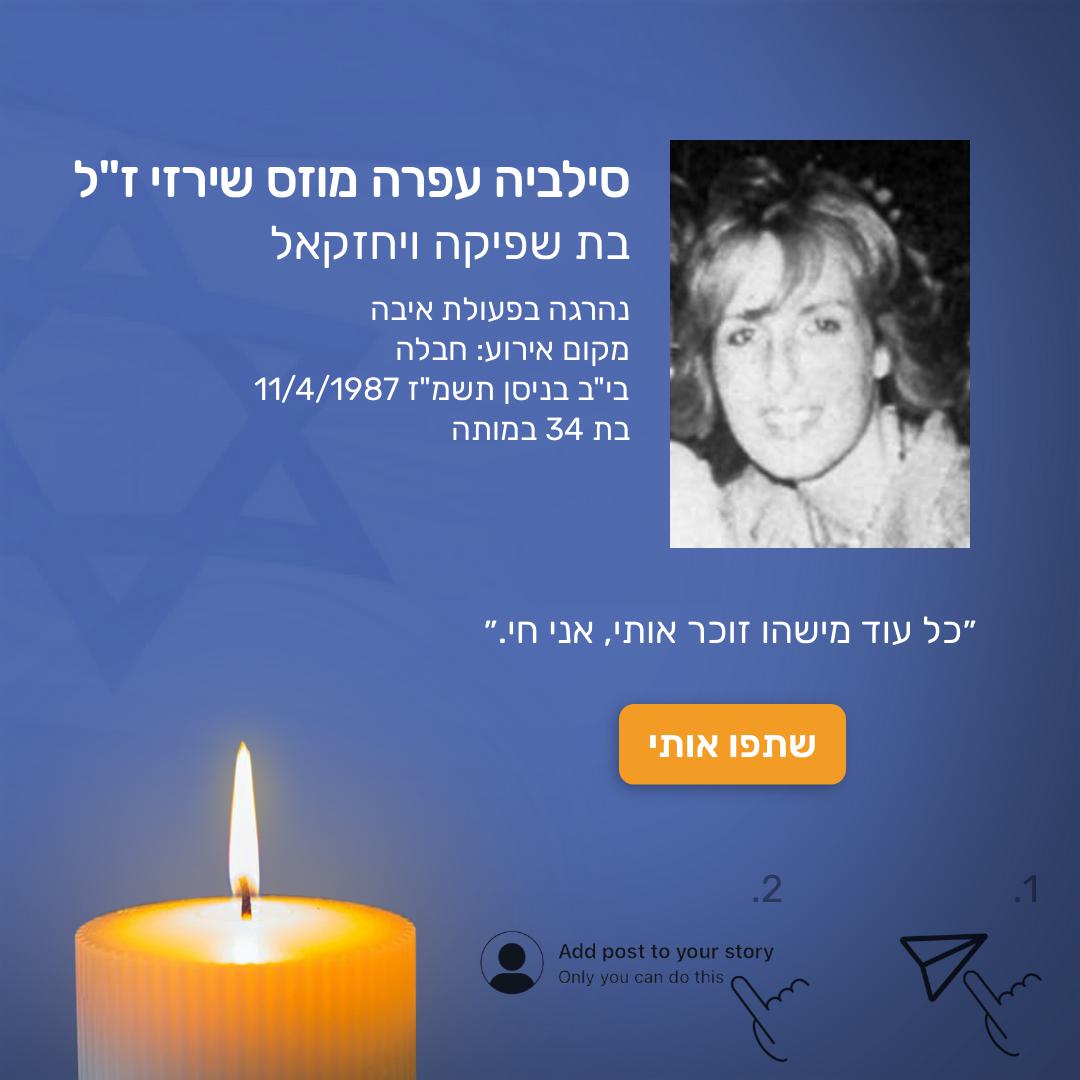 סילביה עפרה מוזס שירזי ז"ל
בת שפיקה ויחזקאל
נהרגה בפעולת איבה
מקום אירוע: חבלה
בי"ב בניסן תשמ"ז 11/4/1987
בת 34 במותה
״כל עוד מישהו זוכר אותי, אני חי.״
שתפו אותי
1.
2.
Add post to your story
Only you can do this